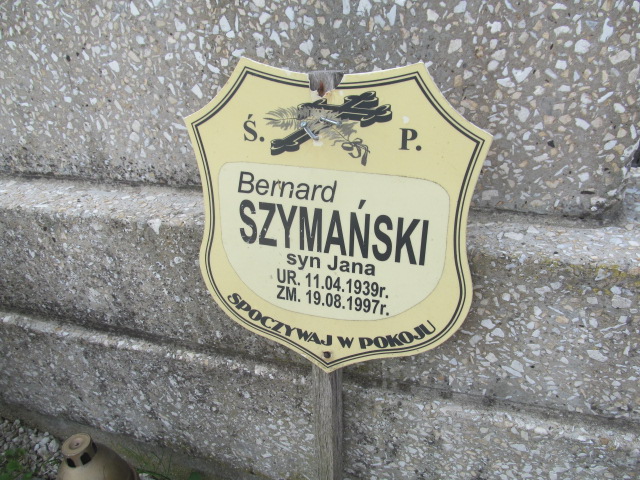 Ś. P.
Bernard
SZYMAŃSKI
syn Jana
UR. 11.04.1939r.
ZM. 19.08.1997r.
SPOCZYWAJ W POKOJU